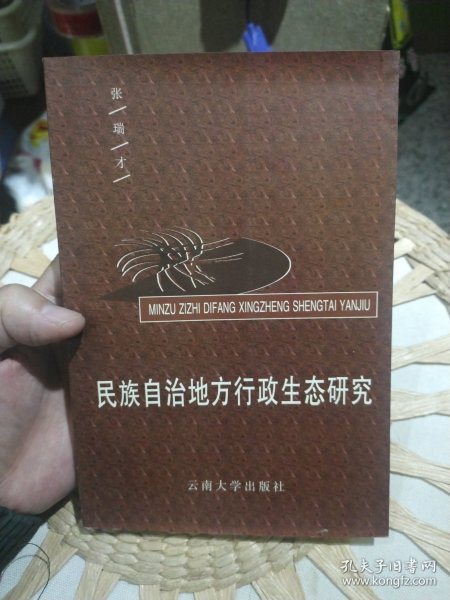 张
瑞
才
MINZU ZIZHI DIFANG XINGZHENG SHENGTAI YANJIU
民族自治地方行政生态研究
云南大学出版社
孔夫子旧书网
www.kongfz.com